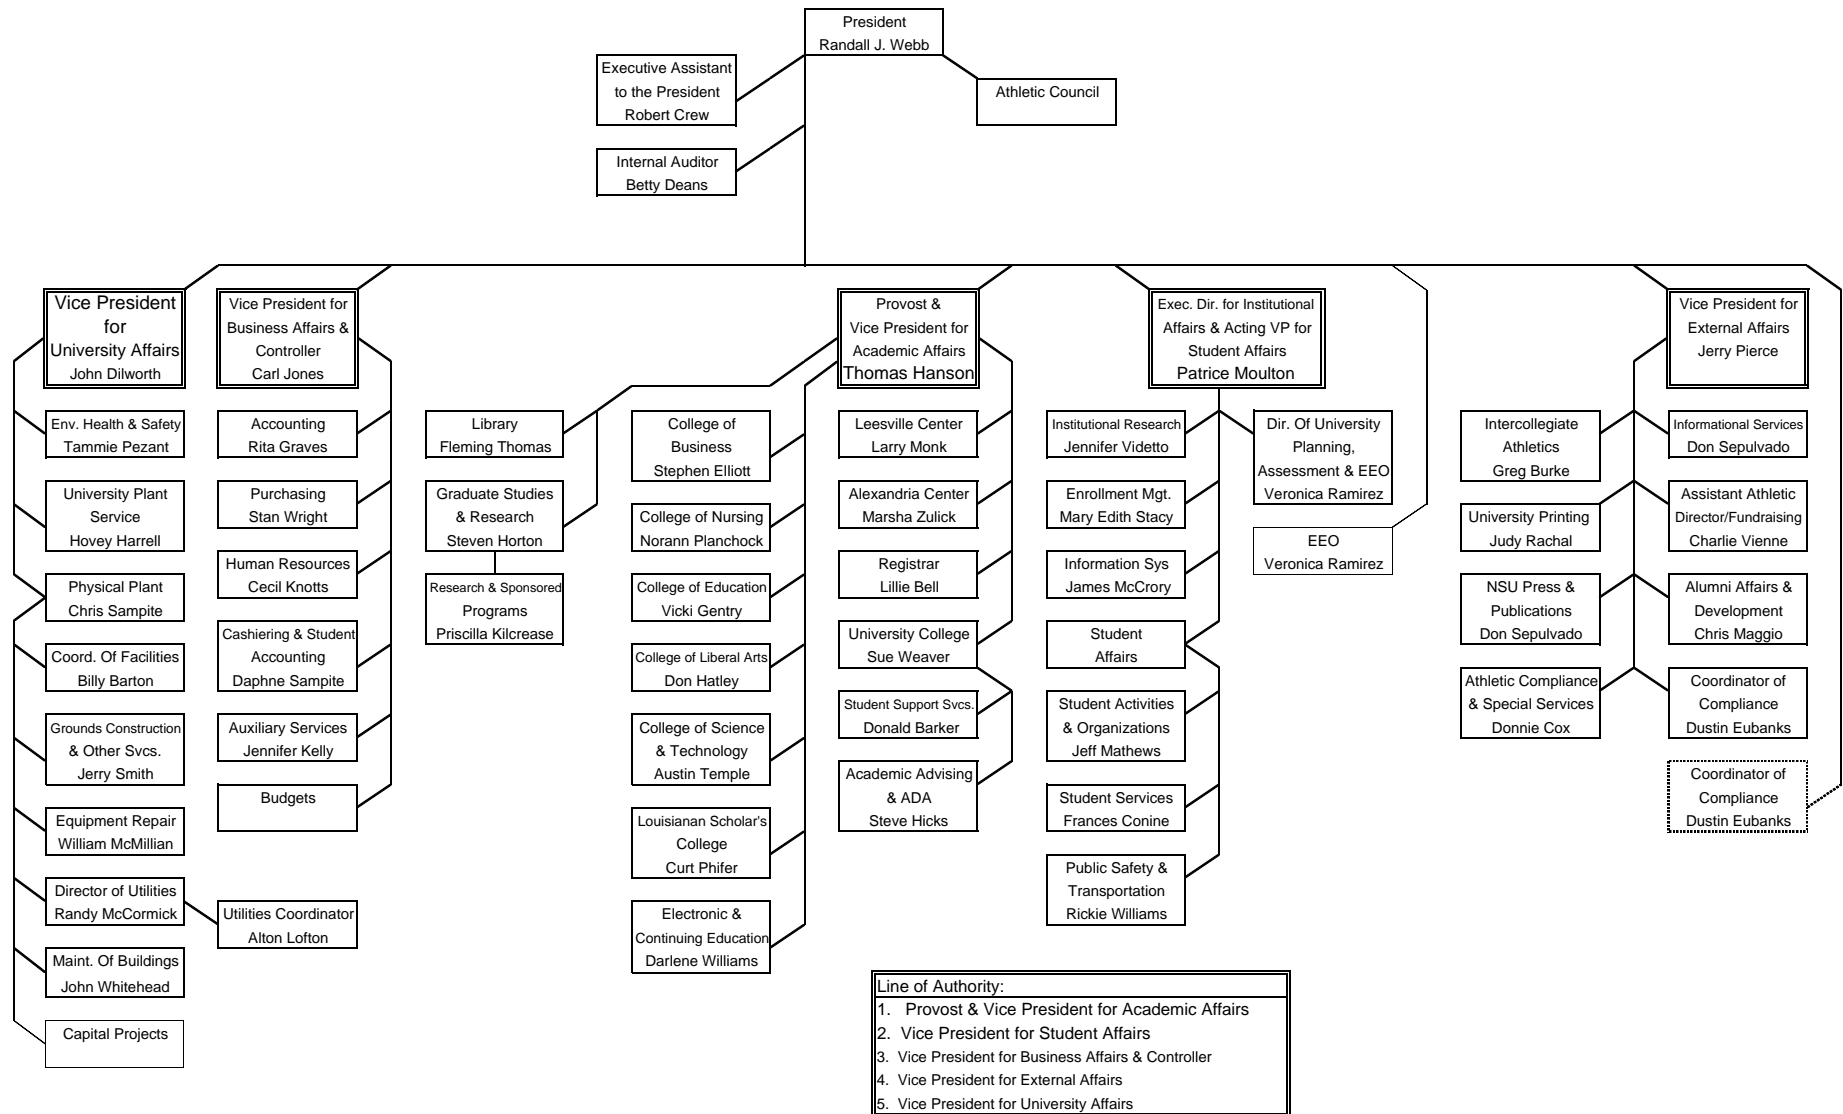 President
Randall J. Webb
Executive Assistant
to the President
Robert Crew
Athletic Council
Internal Auditor
Betty Deans
Vice President
for
University Affairs
John Dilworth
Vice President for
Business Affairs &
Controller
Carl Jones
Provost &
Vice President for
Academic Affairs
Thomas Hanson
Exec. Dir. for Institutional
Affairs & Acting VP for
Student Affairs
Patrice Moulton
Vice President for
External Affairs
Jerry Pierce
Env. Health & Safety
Tammie Pezant
University Plant
Service
Hovey Harrell
Physical Plant
Chris Sampite
Coord. Of Facilities
Billy Barton
Grounds Construction
& Other Svcs.
Jerry Smith
Equipment Repair
William McMillian
Director of Utilities
Randy McCormick
Utilities Coordinator
Alton Lofton
Maint. Of Buildings
John Whitehead
Capital Projects
Accounting
Rita Graves
Purchasing
Stan Wright
Human Resources
Cecil Knotts
Cashiering & Student
Accounting
Daphne Sampite
Auxiliary Services
Jennifer Kelly
Budgets
Library
Fleming Thomas
Graduate Studies
& Research
Steven Horton
Research & Sponsored
Programs
Priscilla Kilcrease
College of
Business
Stephen Elliott
College of Nursing
Norann Planchock
College of Education
Vicki Gentry
College of Liberal Arts
Don Hatley
College of Science
& Technology
Austin Temple
Louisianan Scholar's
College
Curt Phifer
Electronic &
Continuing Education
Darlene Williams
Leesville Center
Larry Monk
Alexandria Center
Marsha Zulick
Registrar
Lillie Bell
University College
Sue Weaver
Student Support Svcs.
Donald Barker
Academic Advising
& ADA
Steve Hicks
Institutional Research
Jennifer Videtto
Enrollment Mgt.
Mary Edith Stacy
Information Sys
James McCrory
Student
Affairs
Student Activities
& Organizations
Jeff Mathews
Student Services
Frances Conine
Public Safety &
Transportation
Rickie Williams
Dir. Of University
Planning,
Assessment & EEO
Veronica Ramirez
EEO
Veronica Ramirez
Intercollegiate
Athletics
Greg Burke
University Printing
Judy Rachal
NSU Press &
Publications
Don Sepulvado
Athletic Compliance
& Special Services
Donnie Cox
Informational Services
Don Sepulvado
Assistant Athletic
Director/Fundraising
Charlie Vienne
Alumni Affairs &
Development
Chris Maggio
Coordinator of
Compliance
Dustin Eubanks
Coordinator of
Compliance
Dustin Eubanks
Line of Authority:
1. Provost & Vice President for Academic Affairs
2. Vice President for Student Affairs
3. Vice President for Business Affairs & Controller
4. Vice President for External Affairs
5. Vice President for University Affairs